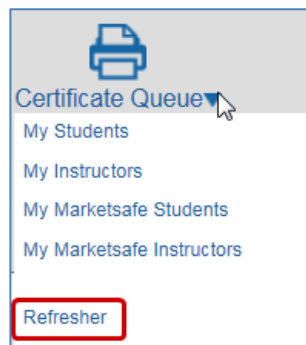 Certificate Queue
My Students
My Instructors
My Marketsafe Students
My Marketsafe Instructors
Refresher